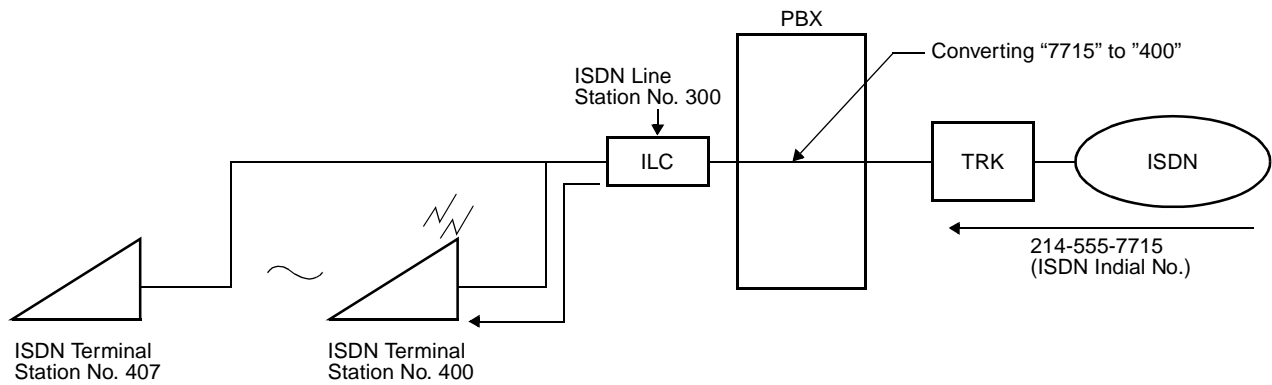 PBX
Converting “7715” to ”400”
ISDN Line
Station No. 300
ILC
TRK
ISDN
214-555-7715
(ISDN Indial No.)
ISDN Terminal
Station No. 407
ISDN Terminal
Station No. 400